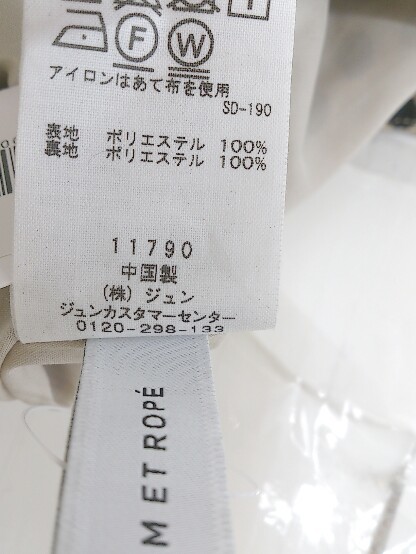 F W
アイロンはあて布を使用
SD-190
表地 ポリエステル 100%
裏地 ポリエステル 100%
11790
中国製
(株) ジュン
ジュンカスタマーセンター
0120-298-133
METROPÉ